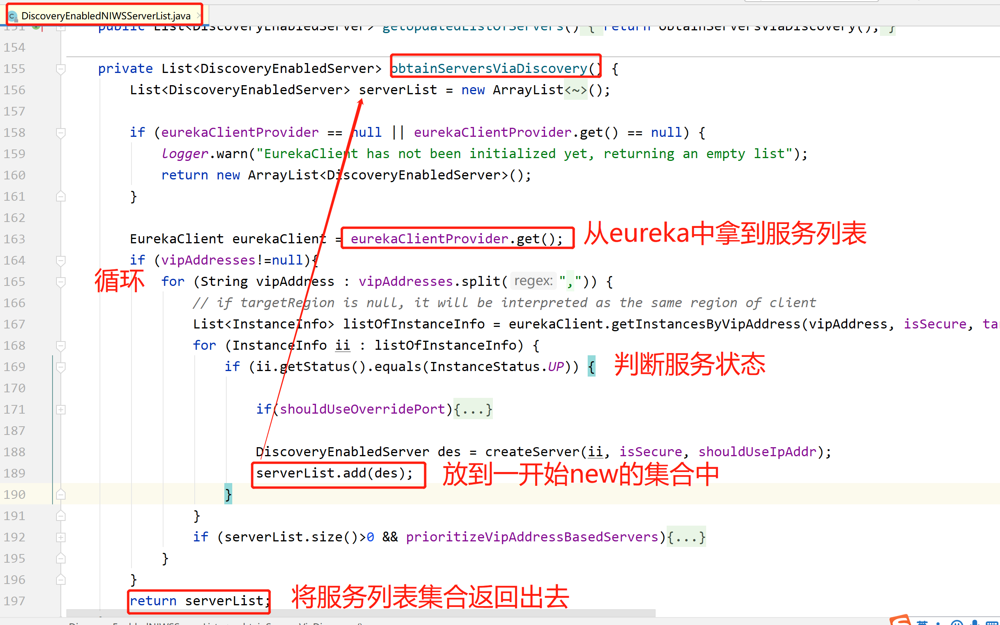 DiscoveryEnabledNIWSServerList.java
151 public List<DiscoveryEnabledServer> getUpdatedListOfServers() { return obtainServersViaDiscovery(); }
154
155 private List<DiscoveryEnabledServer> obtainServersViaDiscovery() {
156 List<DiscoveryEnabledServer> serverList = new ArrayList<~>();
157
158 if (eurekaClientProvider == null || eurekaClientProvider.get() == null) {
159 logger.warn("EurekaClient has not been initialized yet, returning an empty list");
160 return new ArrayList<DiscoveryEnabledServer>();
161 }
162
163 EurekaClient eurekaClient = eurekaClientProvider.get(); 从eureka中拿到服务列表
164 if (vipAddresses!=null){
循环
165 for (String vipAddress : vipAddresses.split( regex: ",")) {
166 // if targetRegion is null, it will be interpreted as the same region of client
167 List<InstanceInfo> listOfInstanceInfo = eurekaClient.getInstancesByVipAddress(vipAddress, isSecure, tar
168 for (InstanceInfo ii : listOfInstanceInfo) {
169 if (ii.getStatus().equals(InstanceStatus.UP)) { 判断服务状态
170
171 if(shouldUseOverridePort){...}
187
188 DiscoveryEnabledServer des = createServer(ii, isSecure, shouldUseIpAddr);
189 serverList.add(des); 放到一开始new的集合中
190 }
191 }
192 if (serverList.size()>0 && prioritizeVipAddressBasedServers){...}
195 }
196 }
197 return serverList; 将服务列表集合返回出去